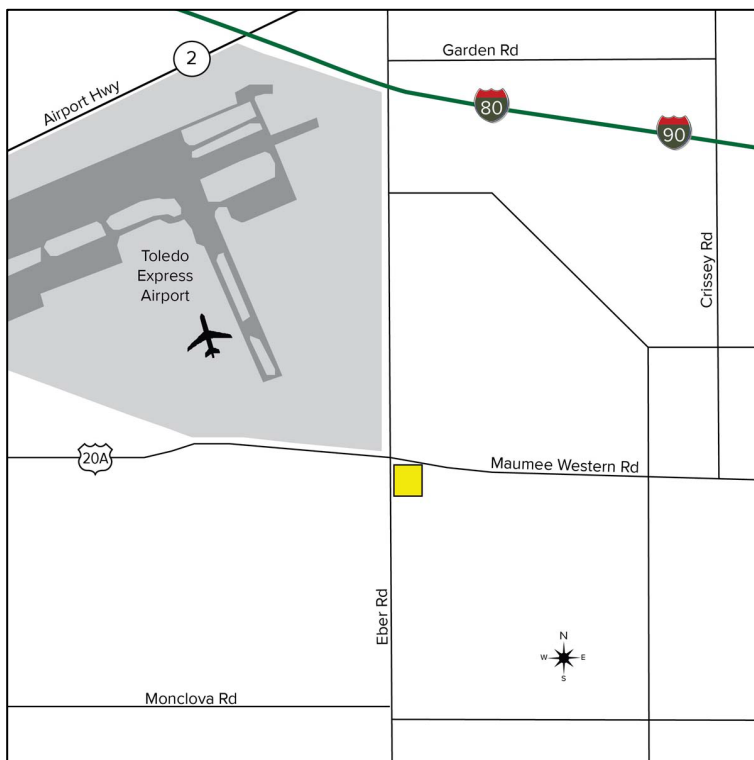 Garden Rd
2
Airport Hwy
80
90
Toledo
Express
Airport
Crissey Rd
20A
Maumee Western Rd
Eber Rd
N
W E
S
Monclova Rd